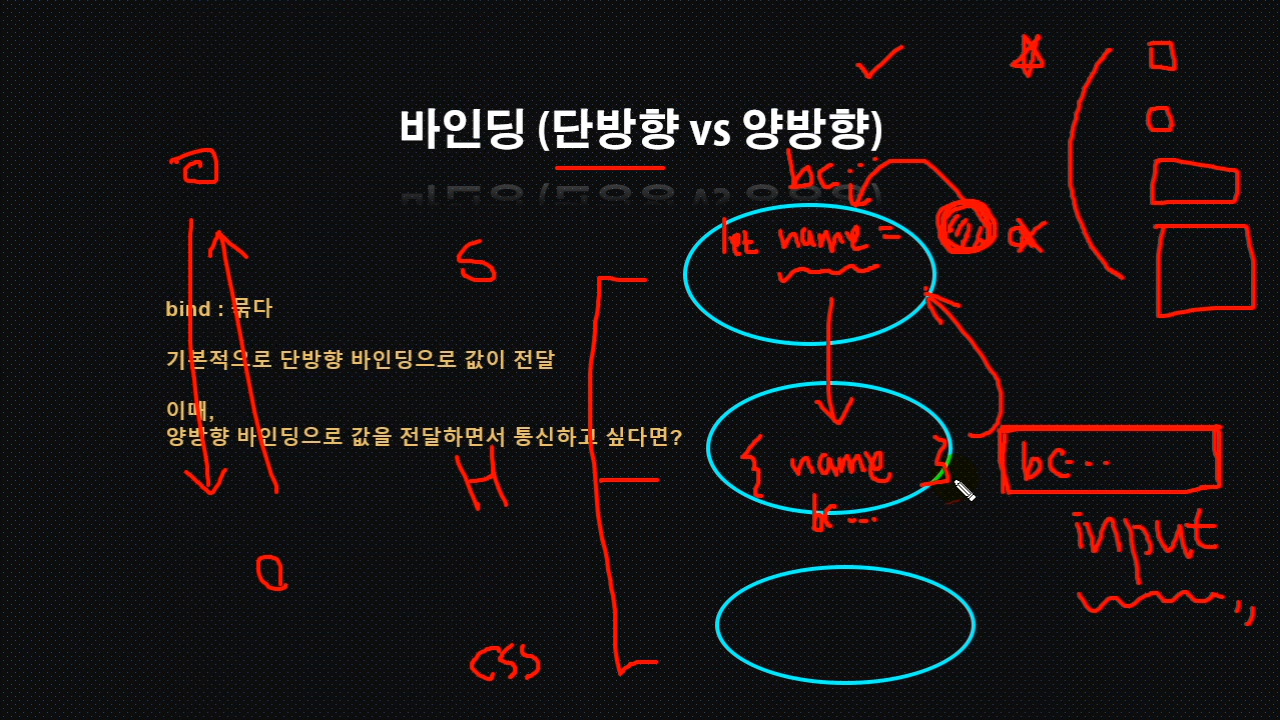 바인딩 (단방향 vs 양방향)
bc...
let name =
S
bind : 묶다
기본적으로 단방향 바인딩으로 값이 전달
이때,
양방향 바인딩으로 값을 전달하면서 통신하고 싶다면?
{ name }
bc...
H
bc...
input
css